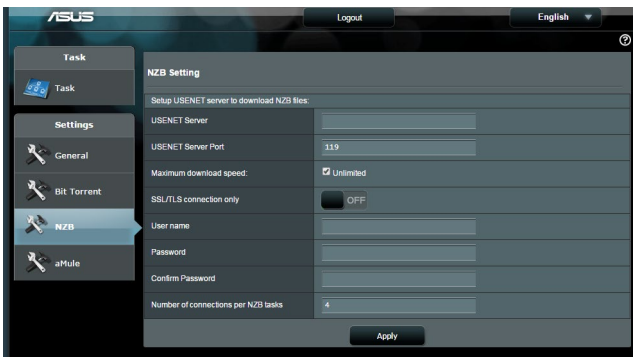 ASUS
Logout
English
?
Task
Task
Settings
General
Bit Torrent
NZB
aMule
NZB Setting
Setup USENET server to download NZB files:
USENET Server
USENET Server Port 119
Maximum download speed: Unlimited
SSL/TLS connection only OFF
User name
Password
Confirm Password
Number of connections per NZB tasks 4
Apply